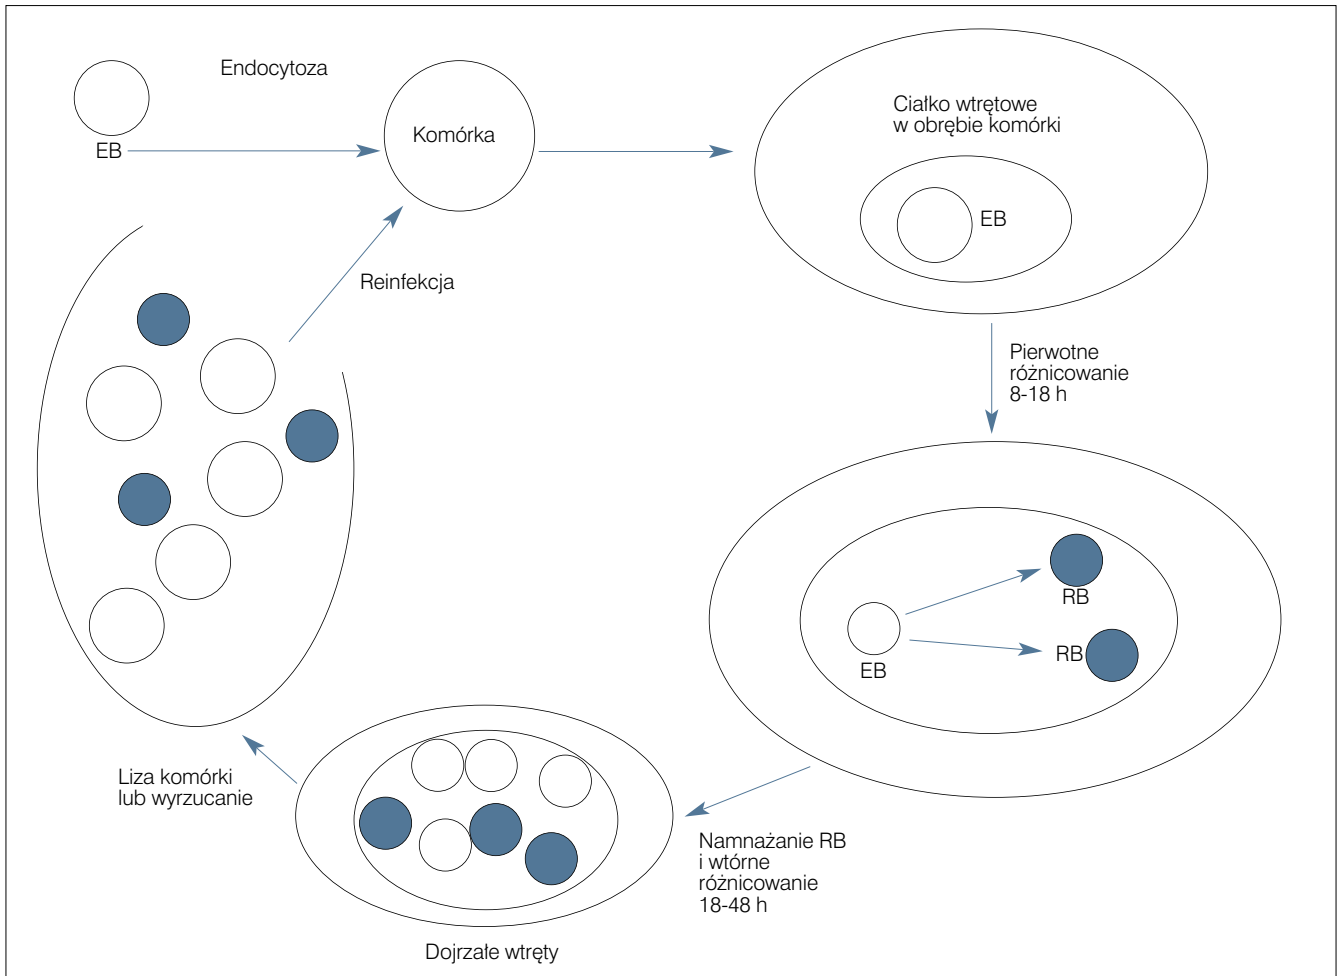 Endocytoza
EB
Komórka
Ciałko wtrętowe
w obrębie komórki
EB
Reinfekcja
Pierwotne
różnicowanie
8-18 h
RB
RB
EB
Namnażanie RB
i wtórne
różnicowanie
18-48 h
Liza komórki
lub wyrzucanie
Dojrzałe wtręty